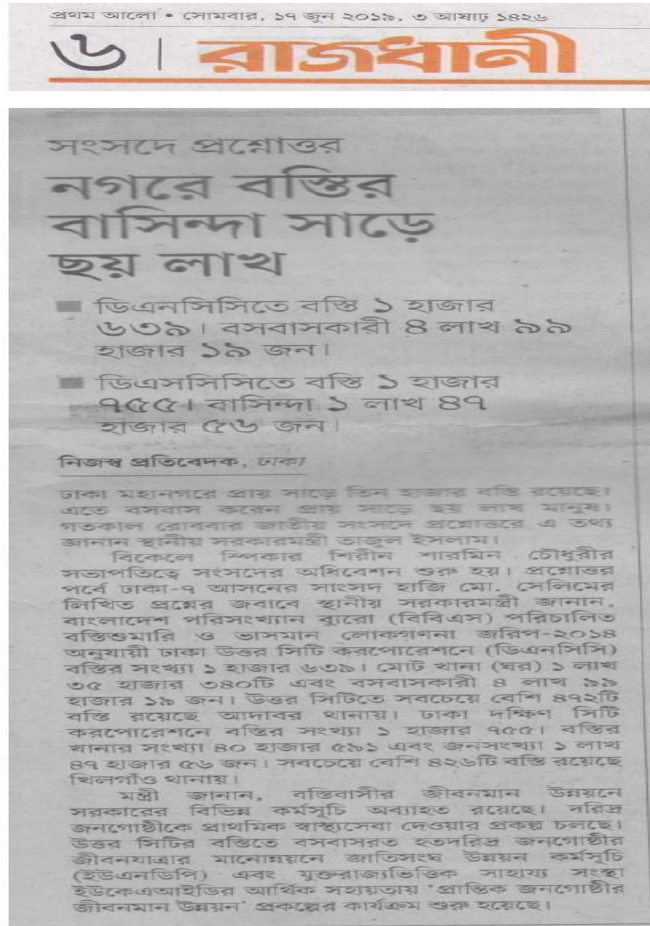 প্রথম আলো • সোমবার, ১৭ জুন ২০১৯, ৩ আষাঢ় ১৪২৬
৬ | রাজধানী
সংসদে প্রশ্নোত্তর
নগরে বস্তির
বাসিন্দা সাড়ে
ছয় লাখ
ডিএনসিসিতে বস্তি ১ হাজার
৬৩৯। বসবাসকারী ৪ লাখ ৯৯
হাজার ১৯ জন।
ডিএসসিসিতে বস্তি ১ হাজার
৭৫৫। বাসিন্দা ১ লাখ ৪৭
হাজার ৫৬ জন।
নিজস্ব প্রতিবেদক, ঢাকা
ঢাকা মহানগরে প্রায় সাড়ে তিন হাজার বস্তি রয়েছে।
এতে বসবাস করেন প্রায় সাড়ে ছয় লাখ মানুষ।
গতকাল রোববার জাতীয় সংসদে প্রশ্নোত্তরে এ তথ্য
জানান স্থানীয় সরকারমন্ত্রী তাজুল ইসলাম।
বিকেলে স্পিকার শিরীন শারমিন চৌধুরীর
সভাপতিত্বে সংসদের অধিবেশন শুরু হয়। প্রশ্নোত্তর
পর্বে ঢাকা-৭ আসনের সাংসদ হাজি মো. সেলিমের
লিখিত প্রশ্নের জবাবে স্থানীয় সরকারমন্ত্রী জানান,
বাংলাদেশ পরিসংখ্যান ব্যুরো (বিবিএস) পরিচালিত
বস্তিশুমারি ও ভাসমান লোকগণনা জরিপ-২০১৪
অনুযায়ী ঢাকা উত্তর সিটি করপোরেশনে (ডিএনসিসি)
বস্তির সংখ্যা ১ হাজার ৬৩৯। মোট খানা (ঘর) ১ লাখ
৩৫ হাজার ৩৪০টি এবং বসবাসকারী ৪ লাখ ৯৯
হাজার ১৯ জন। উত্তর সিটিতে সবচেয়ে বেশি ৪৭২টি
বস্তি রয়েছে আদাবর থানায়। ঢাকা দক্ষিণ সিটি
করপোরেশনে বস্তির সংখ্যা ১ হাজার ৭৫৫। বস্তির
খানার সংখ্যা ৪০ হাজার ৫৯১ এবং জনসংখ্যা ১ লাখ
৪৭ হাজার ৫৬ জন। সবচেয়ে বেশি ৪২৬টি বস্তি রয়েছে
খিলগাঁও থানায়।
মন্ত্রী জানান, বস্তিবাসীর জীবনমান উন্নয়নে
সরকারের বিভিন্ন কর্মসূচি অব্যাহত রয়েছে। দরিদ্র
জনগোষ্ঠীকে প্রাথমিক স্বাস্থ্যসেবা দেওয়ার প্রকল্প চলছে।
উত্তর সিটির বস্তিতে বসবাসরত হতদরিদ্র জনগোষ্ঠীর
জীবনযাত্রার মানোন্নয়নে জাতিসংঘ উন্নয়ন কর্মসূচি
(ইউএনডিপি) এবং যুক্তরাজ্যভিত্তিক সাহায্য সংস্থা
ইউকেএআইডির আর্থিক সহায়তায় 'প্রান্তিক জনগোষ্ঠীর
জীবনমান উন্নয়ন' প্রকল্পের কার্যক্রম শুরু হয়েছে।